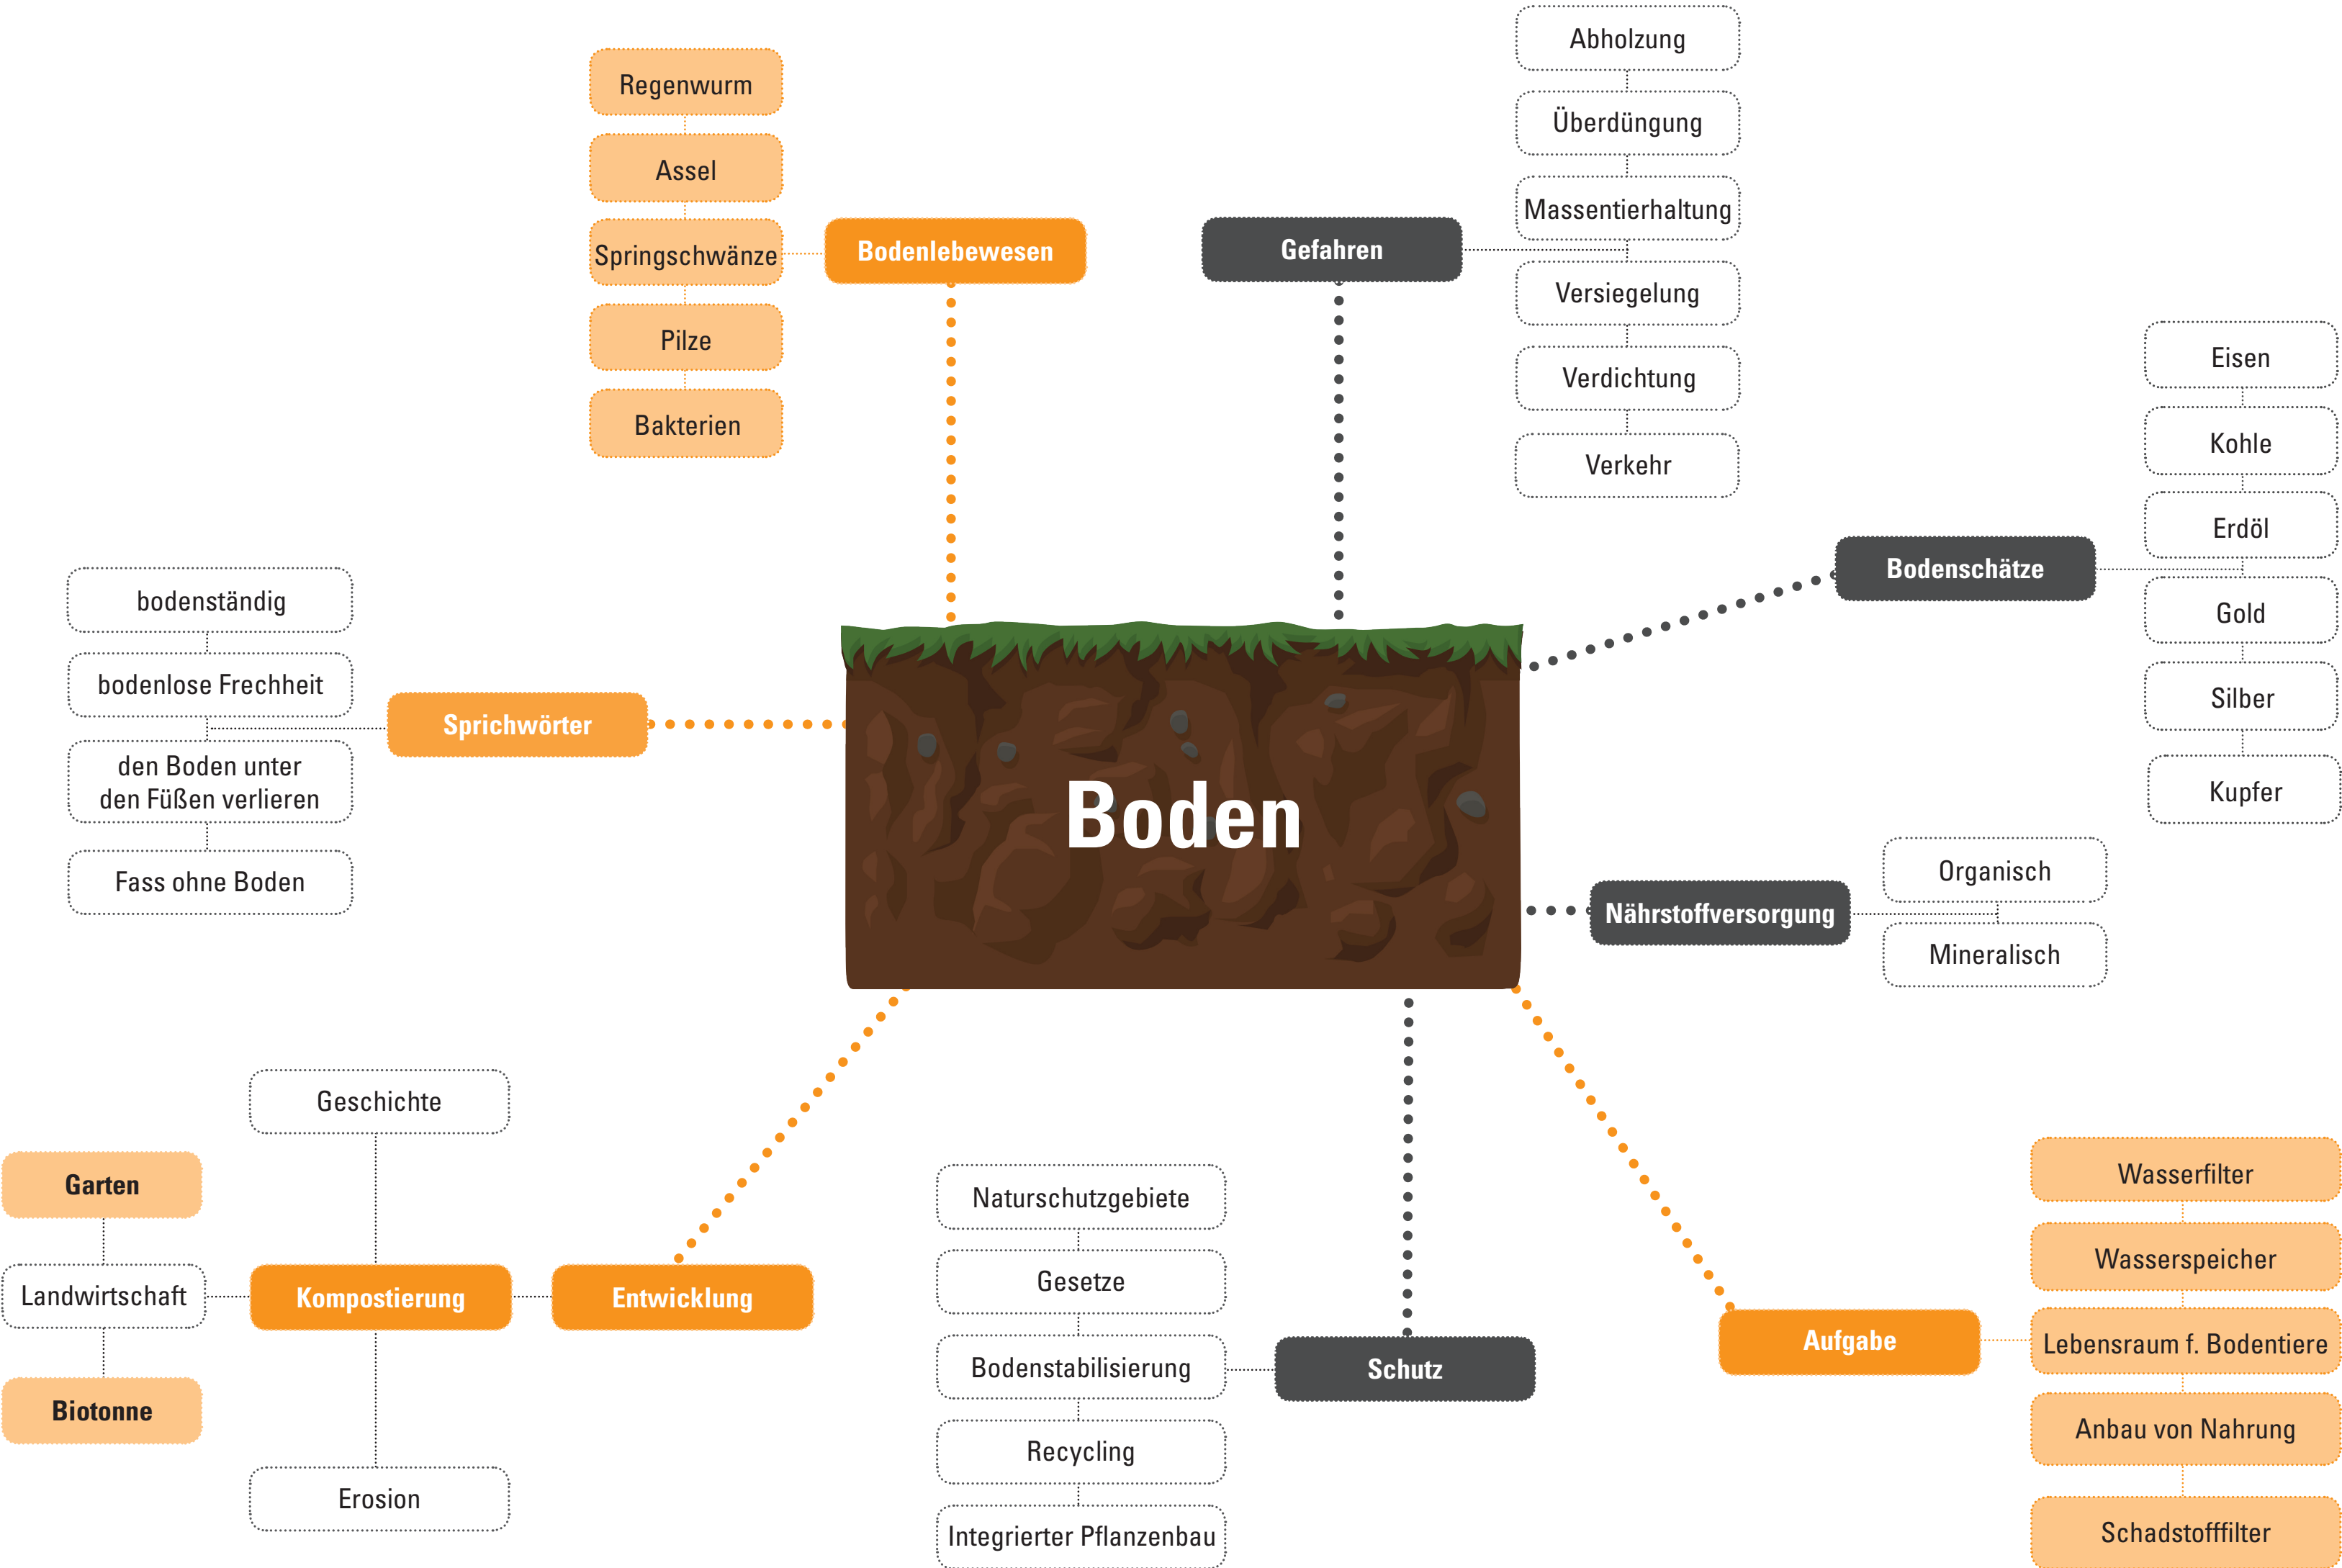 Regenwurm
Assel
Springschwänze
Pilze
Bakterien
Bodenlebewesen
Gefahren
Abholzung
Überdüngung
Massentierhaltung
Versiegelung
Verdichtung
Verkehr
Bodenschätze
Eisen
Kohle
Erdöl
Gold
Silber
Kupfer
bodenständig
bodenlose Frechheit
den Boden unter
den Füßen verlieren
Fass ohne Boden
Sprichwörter
Boden
Nährstoffversorgung
Organisch
Mineralisch
Geschichte
Garten
Landwirtschaft
Biotonne
Kompostierung
Entwicklung
Erosion
Naturschutzgebiete
Gesetze
Bodenstabilisierung
Recycling
Integrierter Pflanzenbau
Schutz
Aufgabe
Wasserfilter
Wasserspeicher
Lebensraum f. Bodentiere
Anbau von Nahrung
Schadstofffilter